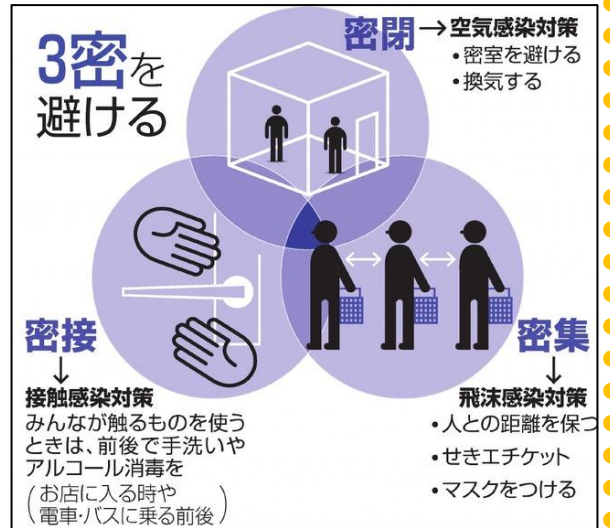 3密を
避ける
密閉→空気感染対策
•密室を避ける
•換気する
密接
↓
接触感染対策
みんなが触るものを使う
ときは、前後で手洗いや
アルコール消毒を
(お店に入る時や
電車･バスに乗る前後)
密集
↓
飛沫感染対策
•人との距離を保つ
•せきエチケット
•マスクをつける